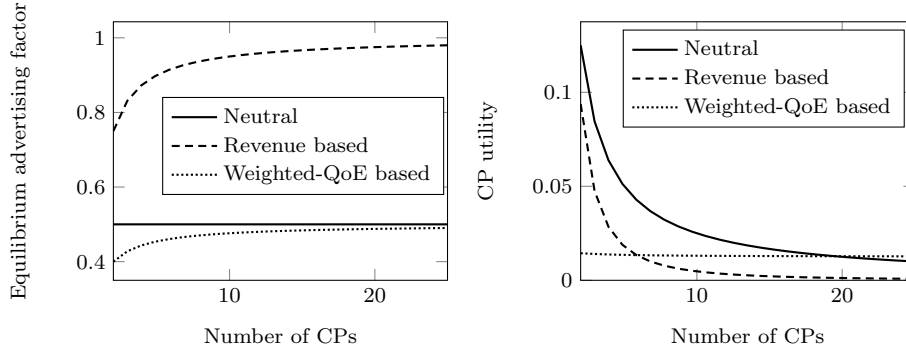 Equilibrium advertising factor
1
0.8
0.6
0.4
Neutral
Revenue based
Weighted-QoE based
10
20
Number of CPs
CP utility
0.1
0.05
0
Neutral
Revenue based
Weighted-QoE based
10
20
Number of CPs